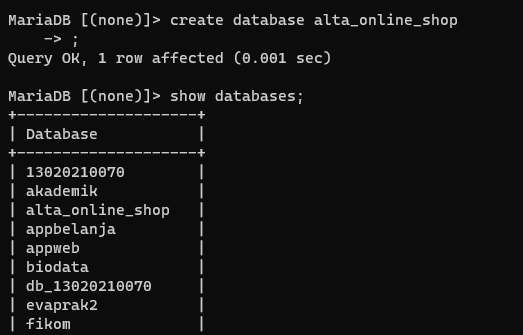 MariaDB [(none)]> create database alta_online_shop
    -> ;
Query OK, 1 row affected (0.001 sec)

MariaDB [(none)]> show databases;
+--------------------+
| Database           |
+--------------------+
| 13020210070        |
| akademik           |
| alta_online_shop   |
| appbelanja         |
| appweb             |
| biodata            |
| db_13020210070     |
| evaprak2           |
| fikom              |